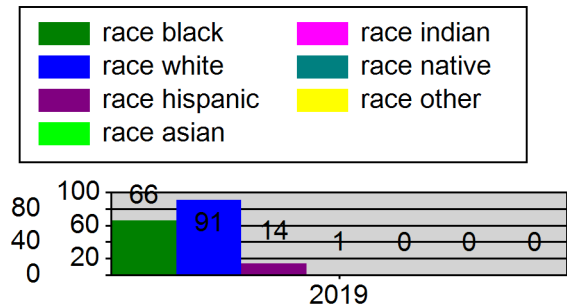 race black race indian
race white race native
race hispanic race other
race asian
100
80
60
40
20
0
66 91 14 1 0 0 0
2019